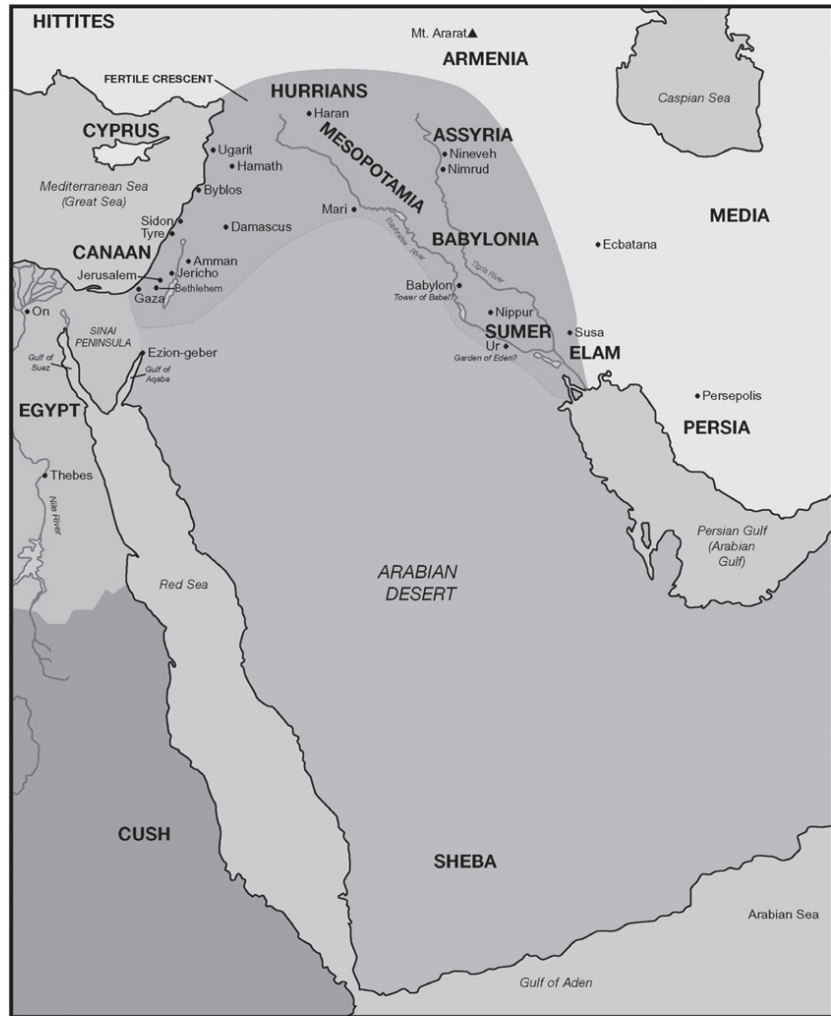 HITTITES
Mt. Ararat
ARMENIA
FERTILE CRESCENT
HURRIANS
Caspian Sea
Haran
CYPRUS
MESOPOTAMIA
ASSYRIA
Ugarit
Nineveh
Hamath
Nimrud
Mediterranean Sea
(Great Sea)
Byblos
Mari
MEDIA
Sidon
Tyre
Damascus
Euphrates River
BABYLONIA
Ecbatana
CANAAN
Amman
Jerusalem
Jericho
Tigris River
Babylon
Tower of Babel?
Bethlehem
Gaza
On
Nippur
SINAI
PENINSULA
SUMER
Susa
Ur
Garden of Eden?
ELAM
Ezion-geber
Gulf of
Suez
Gulf of
Aqaba
Persepolis
EGYPT
PERSIA
Thebes
Nile River
Persian Gulf
(Arabian
Gulf)
Red Sea
ARABIAN
DESERT
CUSH
SHEBA
Arabian Sea
Gulf of Aden